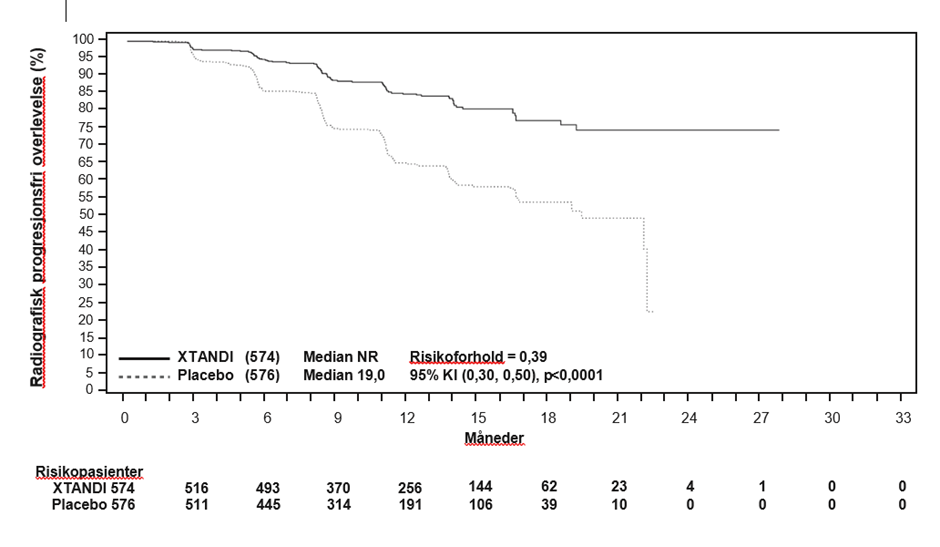 Radiografisk progresjonsfri overlevelse (%)
100
95
90
85
80
75
70
65
60
55
50
45
40
35
30
25
20
15
10
5
0
XTANDI (574) Median NR Risikoforhold = 0,39
Placebo (576) Median 19,0 95% KI (0,30, 0,50), p<0,0001
0 3 6 9 12 15 18 21 24 27 30 33
Måneder
Risikopasienter
XTANDI 574 516 493 370 256 144 62 23 4 1 0 0
Placebo 576 511 445 314 191 106 39 10 0 0 0 0